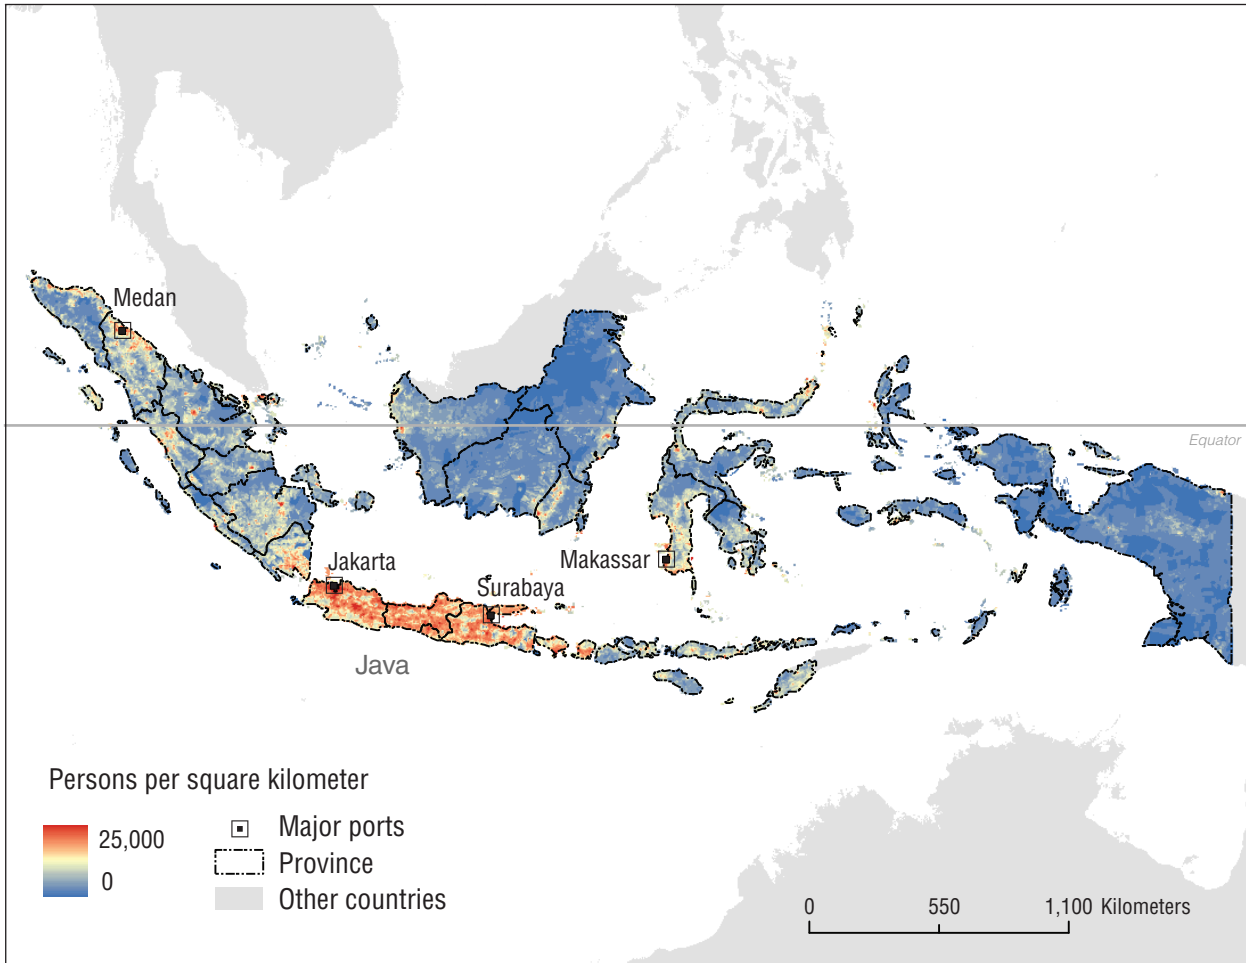 Medan
Equator
Makassar
Jakarta
Surabaya
Java
Persons per square kilometer
25,000
0
Major ports
Province
Other countries
0 550 1,100 Kilometers